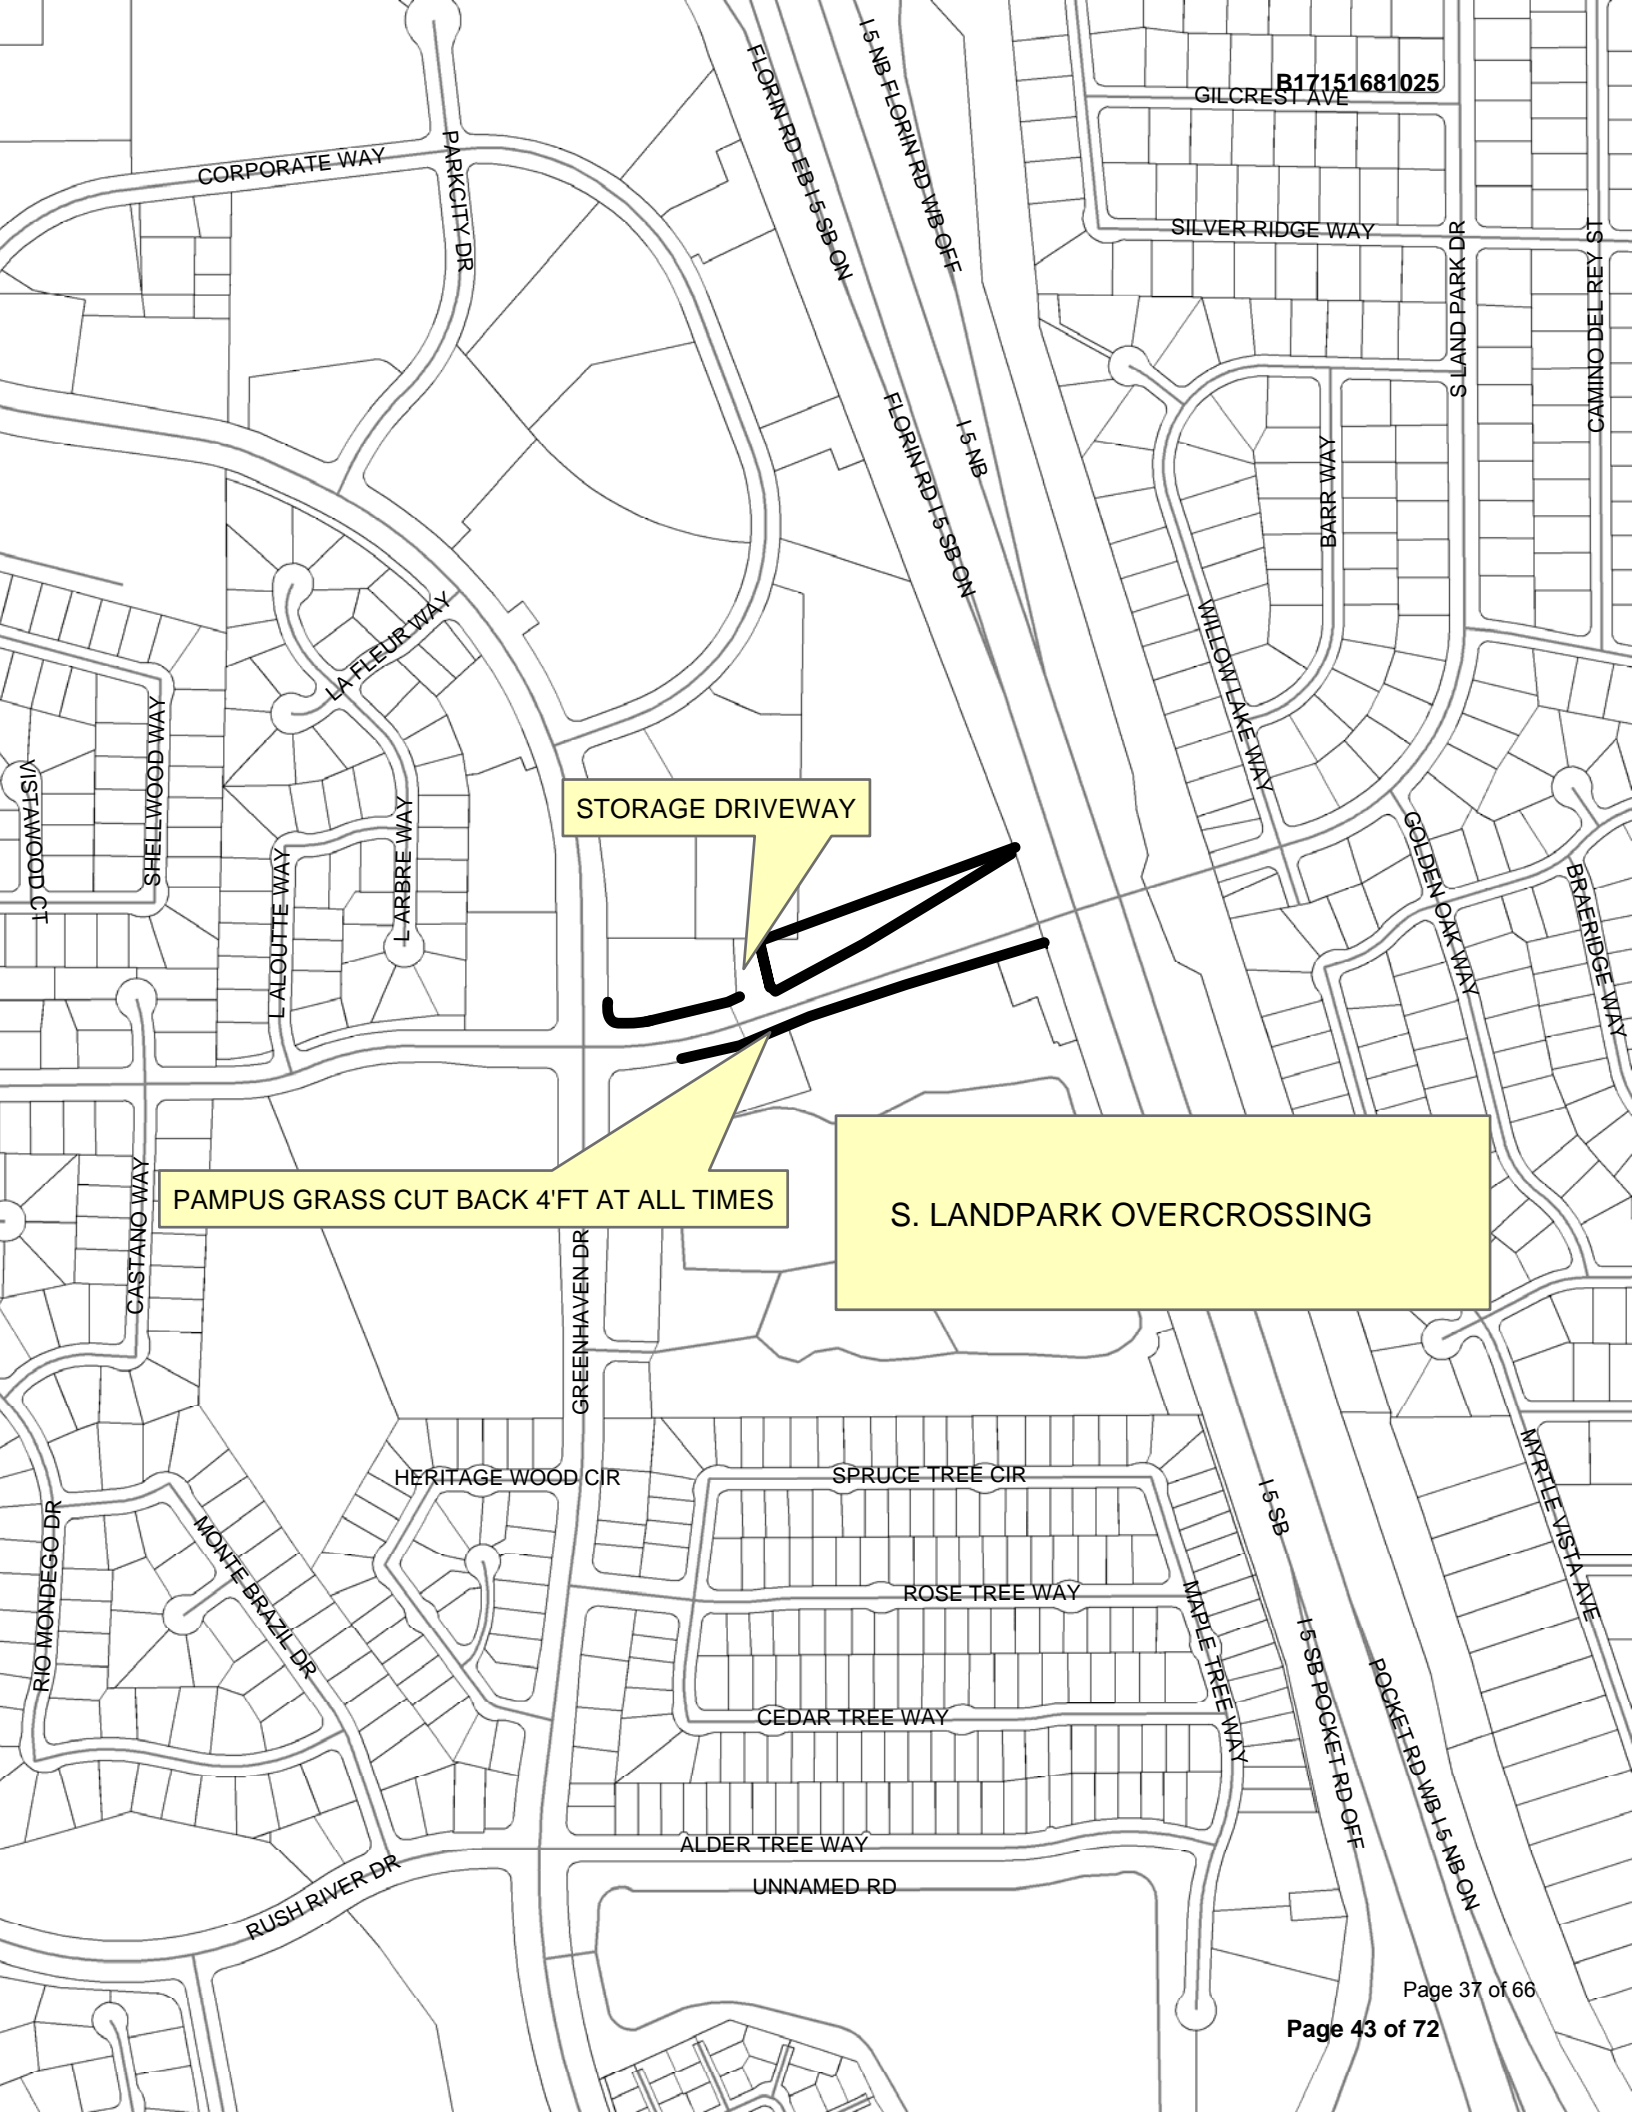 B17151681025
GILCREST AVE
FLORIN RD EB I 5 SB ON
I 5 NB FLORIN RD WB OFF
CORPORATE WAY
PARKCITY DR
SILVER RIDGE WAY
S LAND PARK DR
CAMINO DEL REY ST
FLORIN RD I 5 SB ON
I 5 NB
BARR WAY
WILLOW LAKE WAY
LA FLEUR WAY
SHELLWOOD WAY
VISTAWOOD CT
L ARBRE WAY
L ALOUTTE WAY
STORAGE DRIVEWAY
GOLDEN OAK WAY
BRAERIDGE WAY
CASTANO WAY
PAMPUS GRASS CUT BACK 4'FT AT ALL TIMES
S. LANDPARK OVERCROSSING
GREENHAVEN DR
HERITAGE WOOD CIR
SPRUCE TREE CIR
I 5 SB
MYRTLE VISTA AVE
RIO MONDEGO DR
MONTE BRAZIL DR
ROSE TREE WAY
MAPLE TREE WAY
I 5 SB POCKET RD OFF
POCKET RD WB I 5 NB ON
CEDAR TREE WAY
ALDER TREE WAY
UNNAMED RD
RUSH RIVER DR
Page 37 of 66
Page 43 of 72